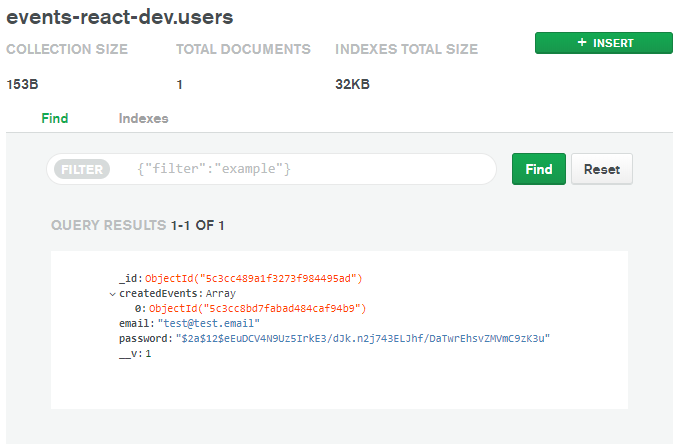 events-react-dev.users
COLLECTION SIZE TOTAL DOCUMENTS INDEXES TOTAL SIZE + INSERT
153B 1 32KB
Find Indexes
FILTER {"filter":"example"} Find Reset
QUERY RESULTS 1-1 OF 1
_id: ObjectId("5c3cc489a1f3273f984495ad")
createdEvents: Array
0: ObjectId("5c3cc8bd7fabad484caf94b9")
email: "test@test.email"
password: "$2a$12$eEuDCV4N9Uz5IrkE3/dJk.n2j743ELJhf/DaTwrEhsvZMVmC9zK3u"
__v: 1